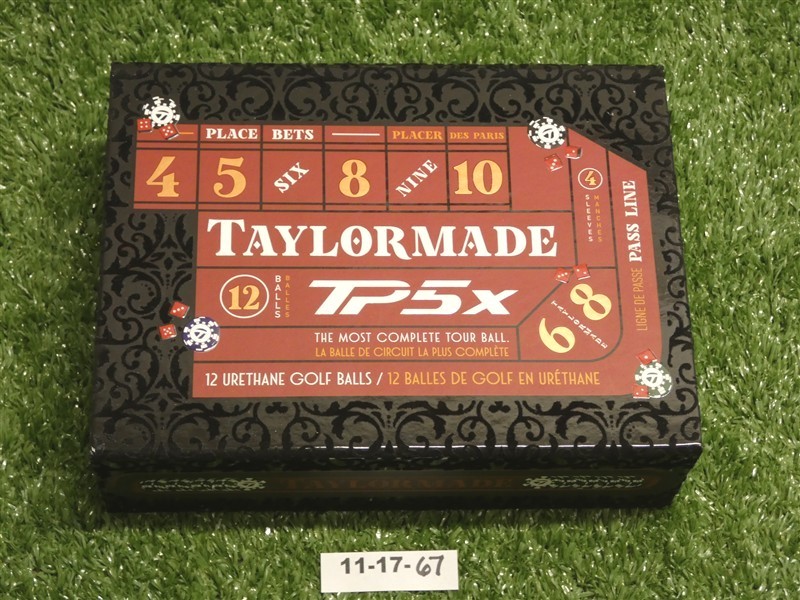 PLACE BETS PLACER DES PARIS
4 5 SIX 8 NINE 10
4
SLEEVES
MANCHES
LIGNE DE PASSE PASS LINE
TAYLORMADE
12 BALLS
BALLES
TP5x
6 8
TAYLORMADE
THE MOST COMPLETE TOUR BALL.
LA BALLE DE CIRCUIT LA PLUS COMPLÈTE
12 URETHANE GOLF BALLS / 12 BALLES DE GOLF EN URÉTHANE
TAYLORMADE
11-17-67